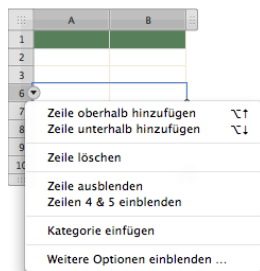 A B
1
2
3
6
7
Zeile oberhalb hinzufügen ⌥↑
8
Zeile unterhalb hinzufügen ⌥↓
9
Zeile löschen
10
Zeile ausblenden
Zeilen 4 & 5 einblenden
Kategorie einfügen
Weitere Optionen einblenden ...